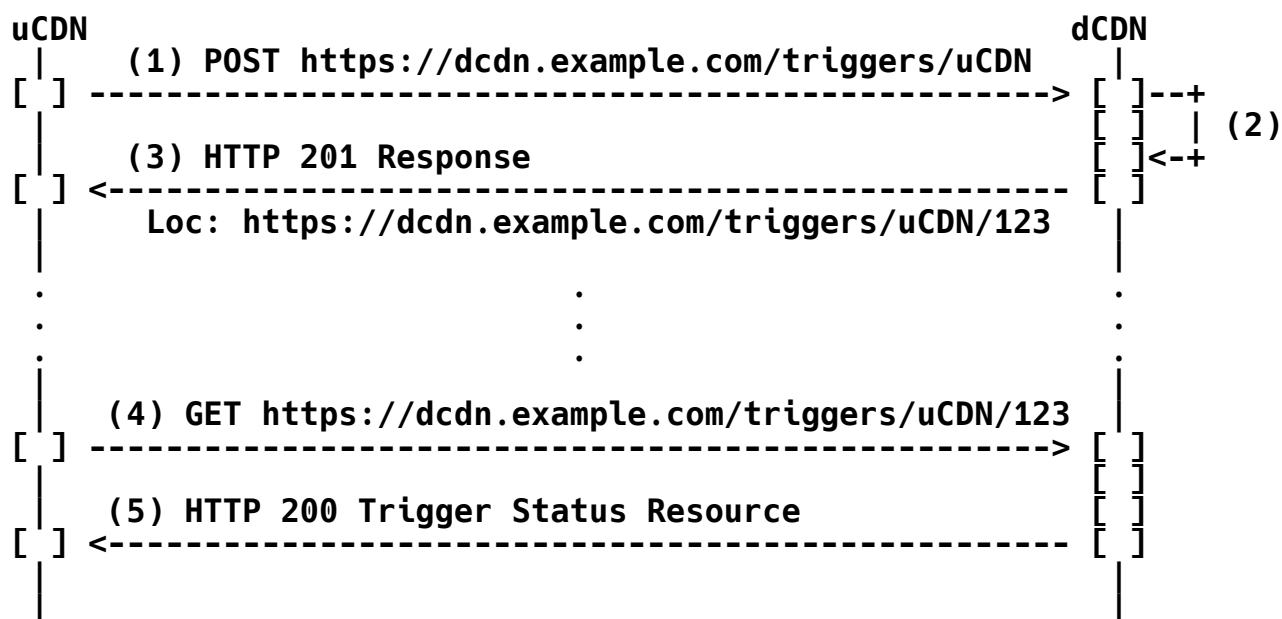 uCDN dCDN
(1) POST https://dcdn.example.com/triggers/uCDN
[ ] --------------------------------------------------> [ ]--+
[ ] | (2)
(3) HTTP 201 Response [ ]<-+
[ ] <-------------------------------------------------- [ ]
Loc: https://dcdn.example.com/triggers/uCDN/123
. . .
. . .
. . .
(4) GET https://dcdn.example.com/triggers/uCDN/123
[ ] --------------------------------------------------> [ ]
[ ]
(5) HTTP 200 Trigger Status Resource [ ]
[ ] <-------------------------------------------------- [ ]